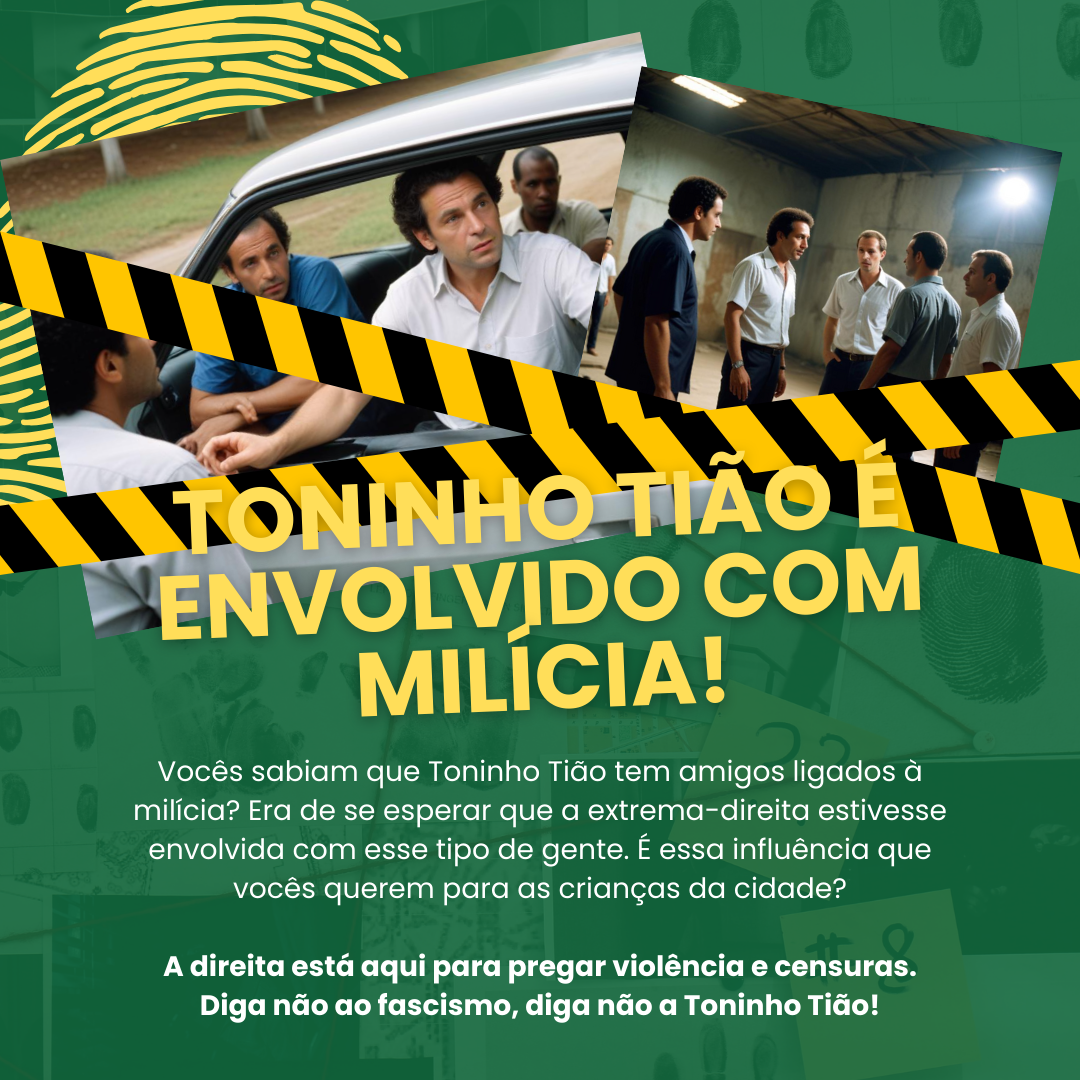 TONINHO TIÃO É
ENVOLVIDO COM
MILÍCIA!
Vocês sabiam que Toninho Tião tem amigos ligados à
milícia? Era de se esperar que a extrema-direita estivesse
envolvida com esse tipo de gente. É essa influência que
vocês querem para as crianças da cidade?
A direita está aqui para pregar violência e censuras.
Diga não ao fascismo, diga não a Toninho Tião!
#8